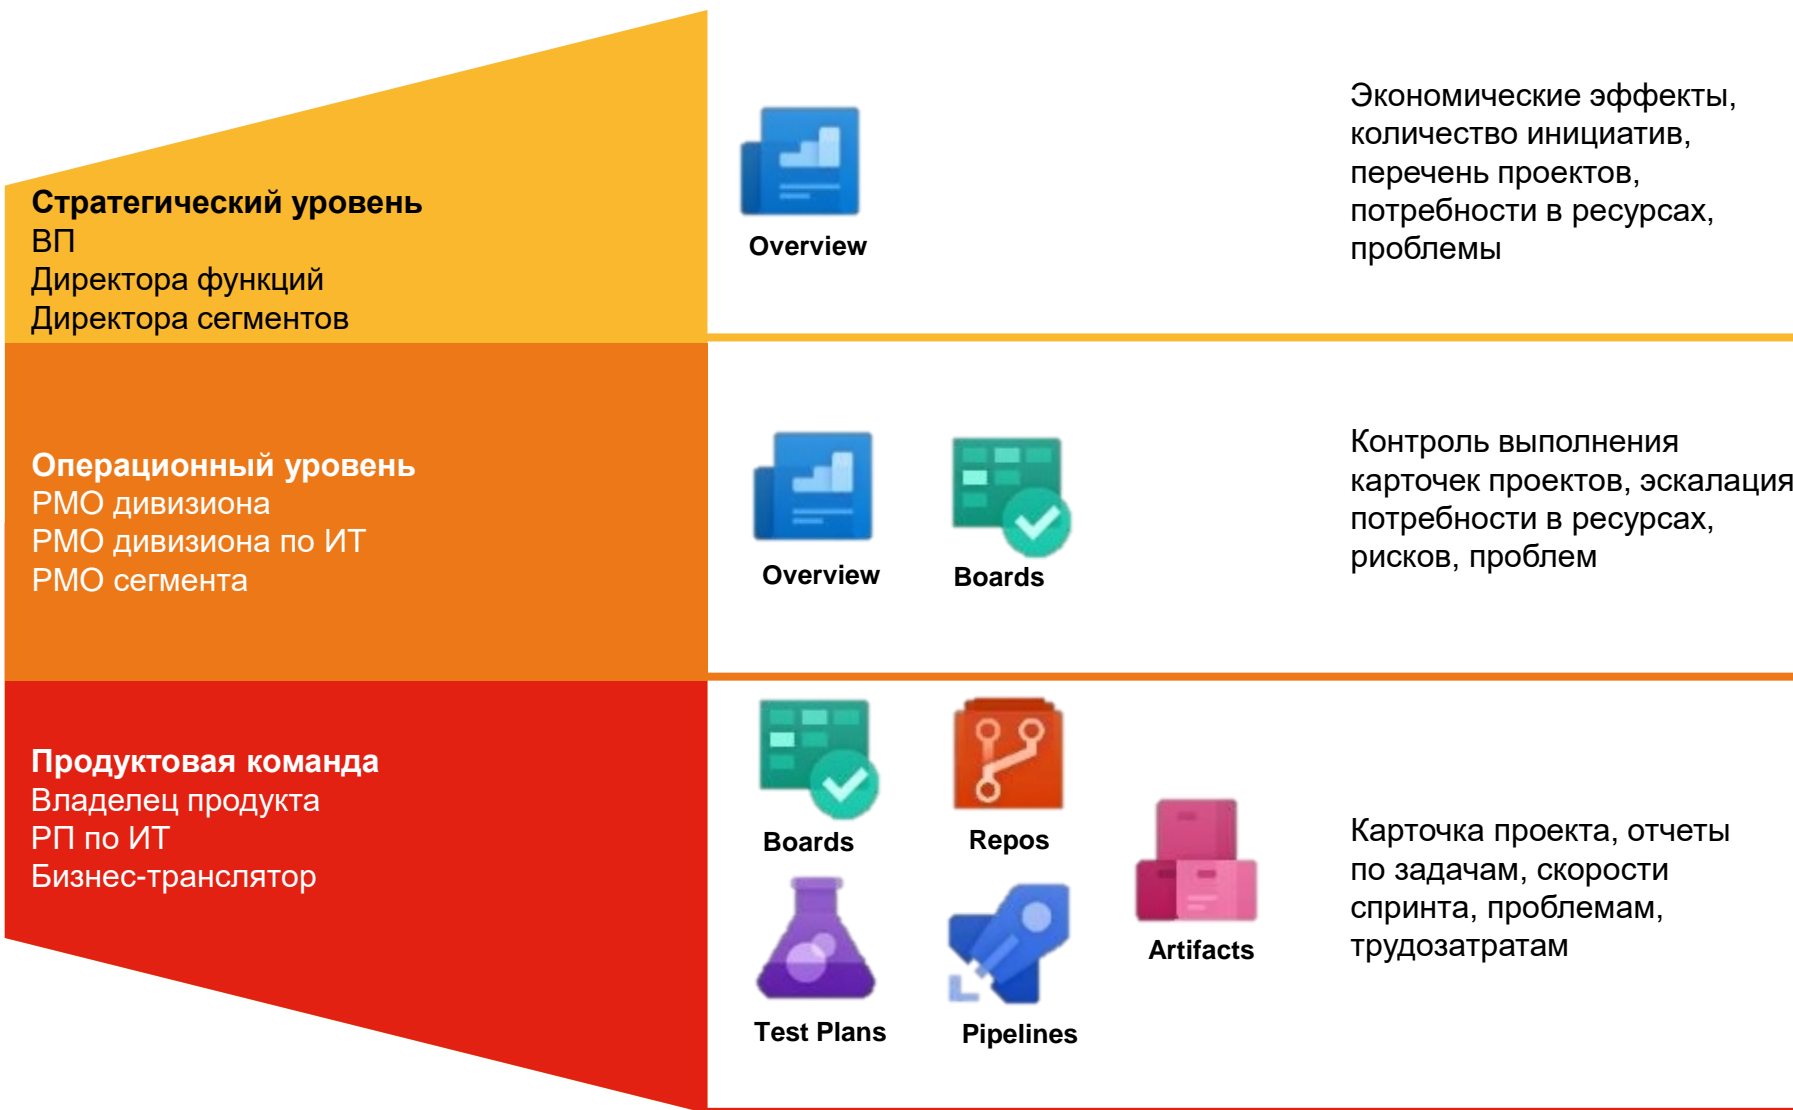 Стратегический уровень
ВП
Директора функций
Директора сегментов
Overview
Экономические эффекты,
количество инициатив,
перечень проектов,
потребности в ресурсах,
проблемы
Операционный уровень
РМО дивизиона
РМО дивизиона по ИТ
РМО сегмента
Overview
Boards
Контроль выполнения
карточек проектов, эскалация
потребности в ресурсах,
рисков, проблем
Продуктовая команда
Владелец продукта
РП по ИТ
Бизнес-транслятор
Boards
Repos
Artifacts
Test Plans
Pipelines
Карточка проекта, отчеты
по задачам, скорости
спринта, проблемам,
трудозатратам